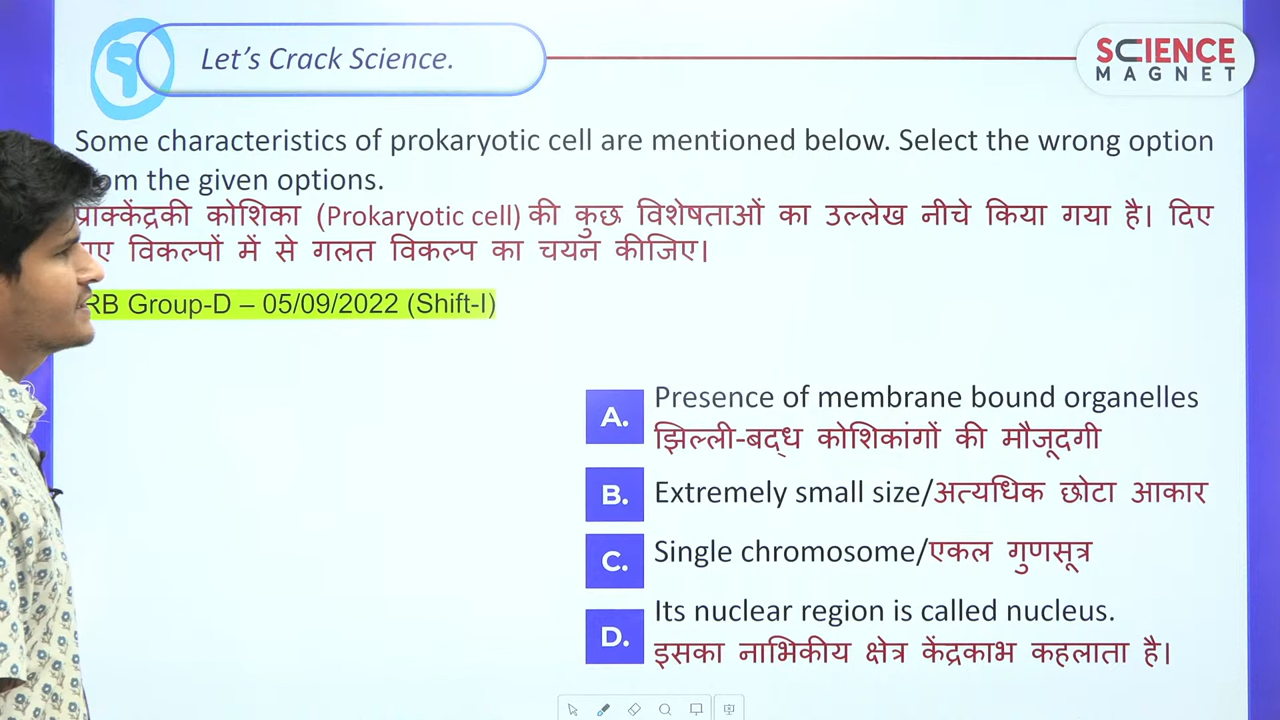 9
Let's Crack Science.
SCIENCE
MAGNET
Some characteristics of prokaryotic cell are mentioned below. Select the wrong option
the given options.
प्राक्केंद्रकी कोशिका (Prokaryotic cell) की कुछ विशेषताओं का उल्लेख नीचे किया गया है। दिए
विकल्पों में से गलत विकल्प का चयन कीजिए।
Group-D – 05/09/2022 (Shift-I)
A. Presence of membrane bound organelles
झिल्ली-बद्ध कोशिकांगों की मौजूदगी
B. Extremely small size/अत्यधिक छोटा आकार
C. Single chromosome/एकल गुणसूत्र
D. Its nuclear region is called nucleus.
इसका नाभिकीय क्षेत्र केंद्रकाभ कहलाता है।